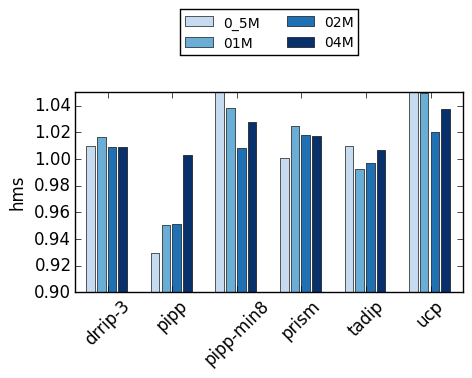 0_5M 02M
01M 04M
1.04
1.02
1.00
0.98
0.96
0.94
0.92
0.90
hms
drrip-3
pipp
pipp-min8
prism
tadip
ucp